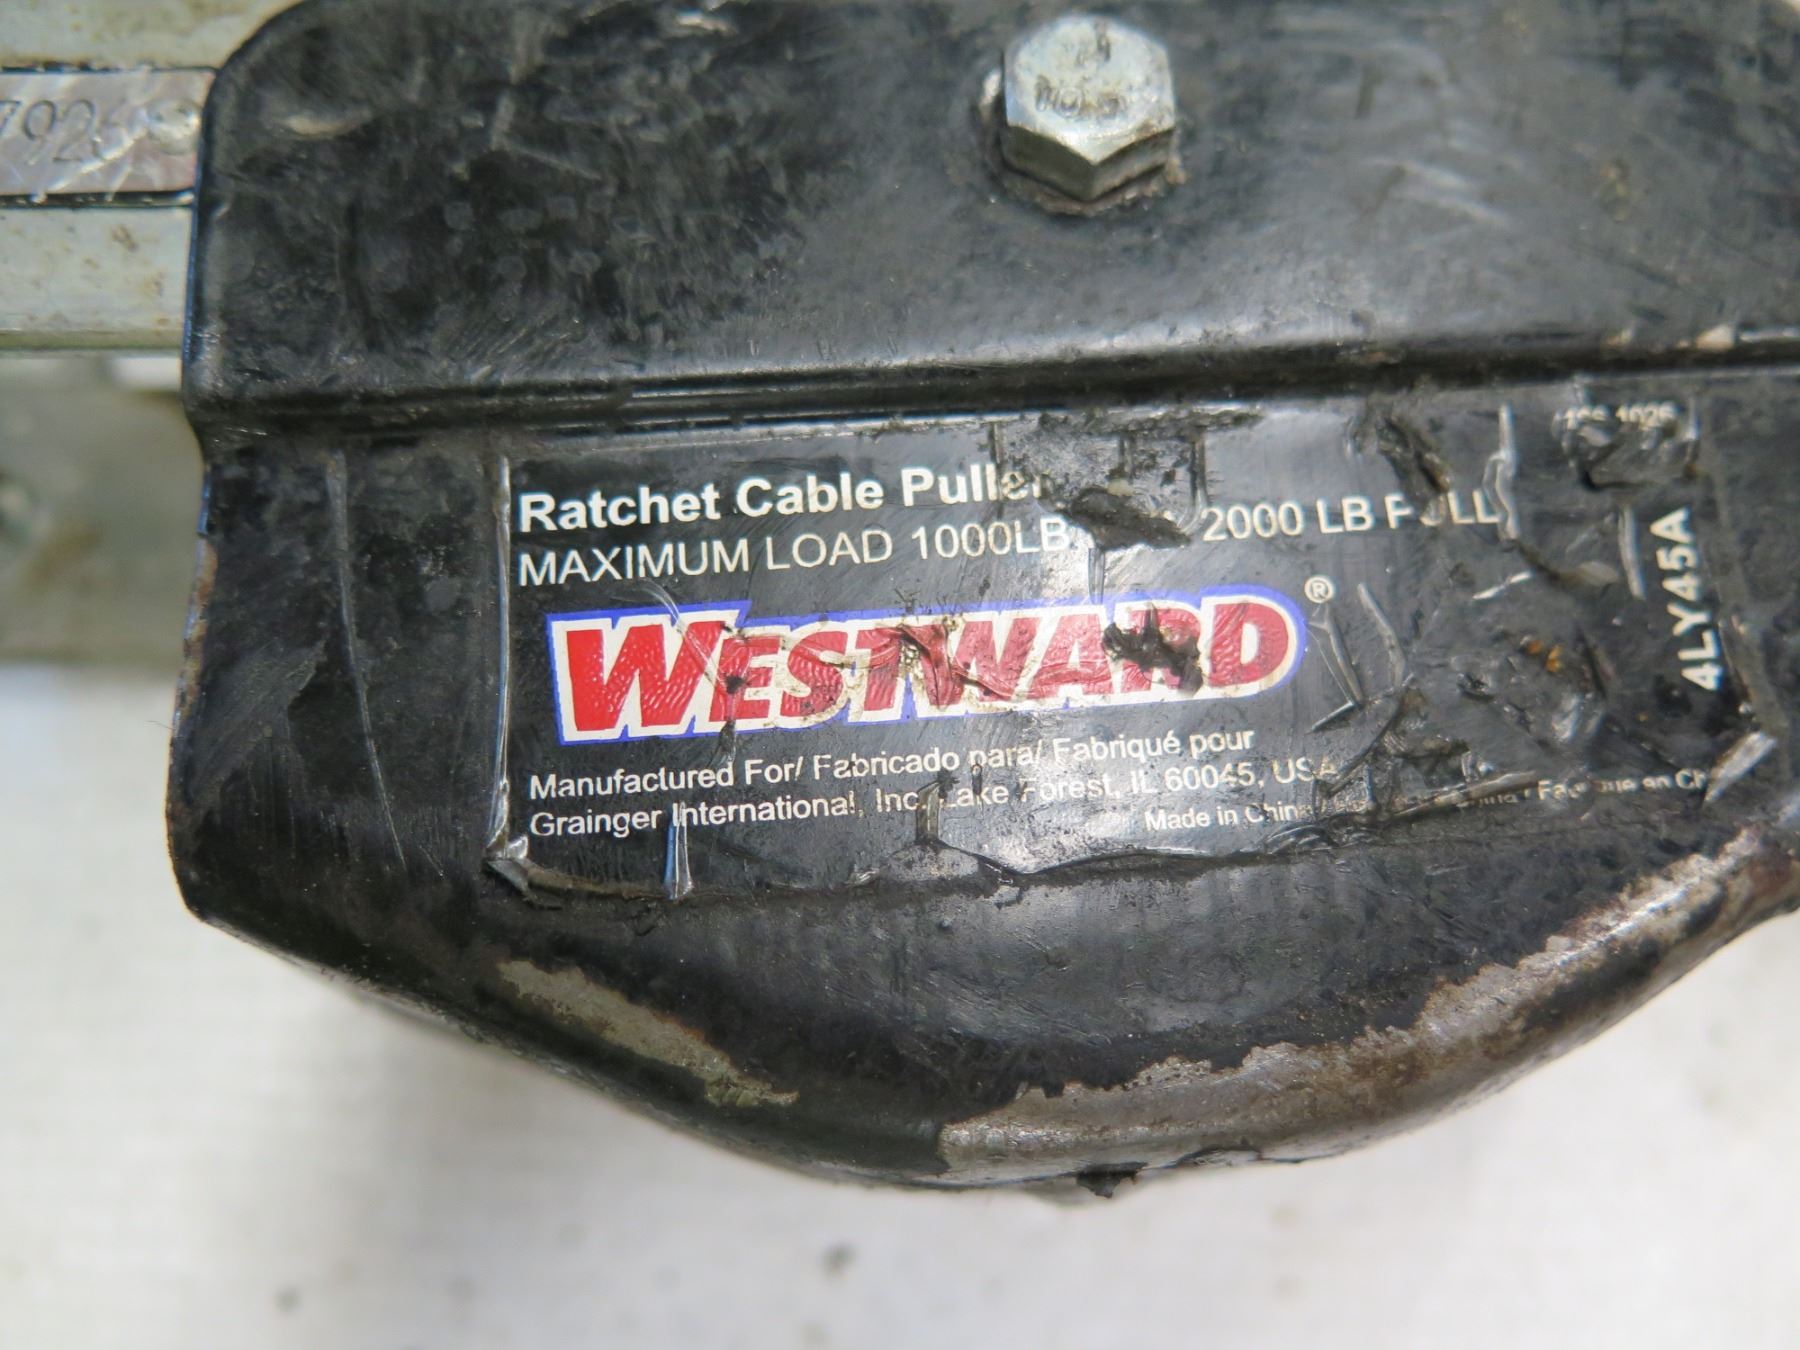 Ratchet Cable Puller
MAXIMUM LOAD 1000LB 2000 LB PULL
WESTWARD®
Manufactured For/ Fabricado para/ Fabriqué pour
Grainger International, Inc. Lake Forest, IL 60045, USA
Made in China
4LY45A